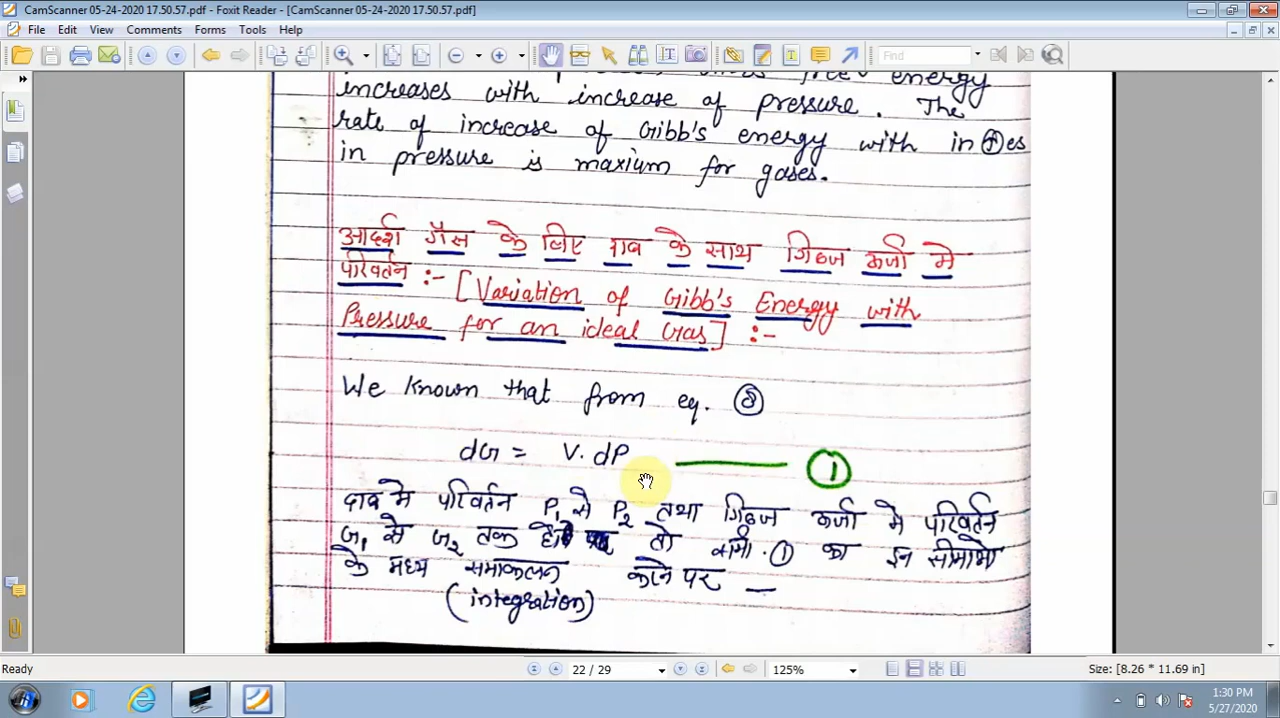 CamScanner 05-24-2020 17.50.57.pdf - Foxit Reader - [CamScanner 05-24-2020 17.50.57.pdf]
File Edit View Comments Forms Tools Help
Find
energy
increases with increase of pressure. The
rate of increase of Gibb's energy with in↑es
in pressure is maxium for gases.
आदर्श गैस के लिए दाब के साथ गिब्ज ऊर्जा मे
परिवर्तन :- [Variation of Gibb's Energy with
Pressure for an ideal Gas] :-
We known that from eq. ⑧
dG = V.dP ①
दाब मे परिवर्तन P₁ से P₂ तथा गिब्ज ऊर्जा मे परिवर्तन
G₁ से G₂ तक हो तो समी. ① का इन सीमाओ
के मध्य समाकलन करने पर _
(integration)
Ready 22 / 29 125% Size: [8.26 * 11.69 in]
1:30 PM
5/27/2020